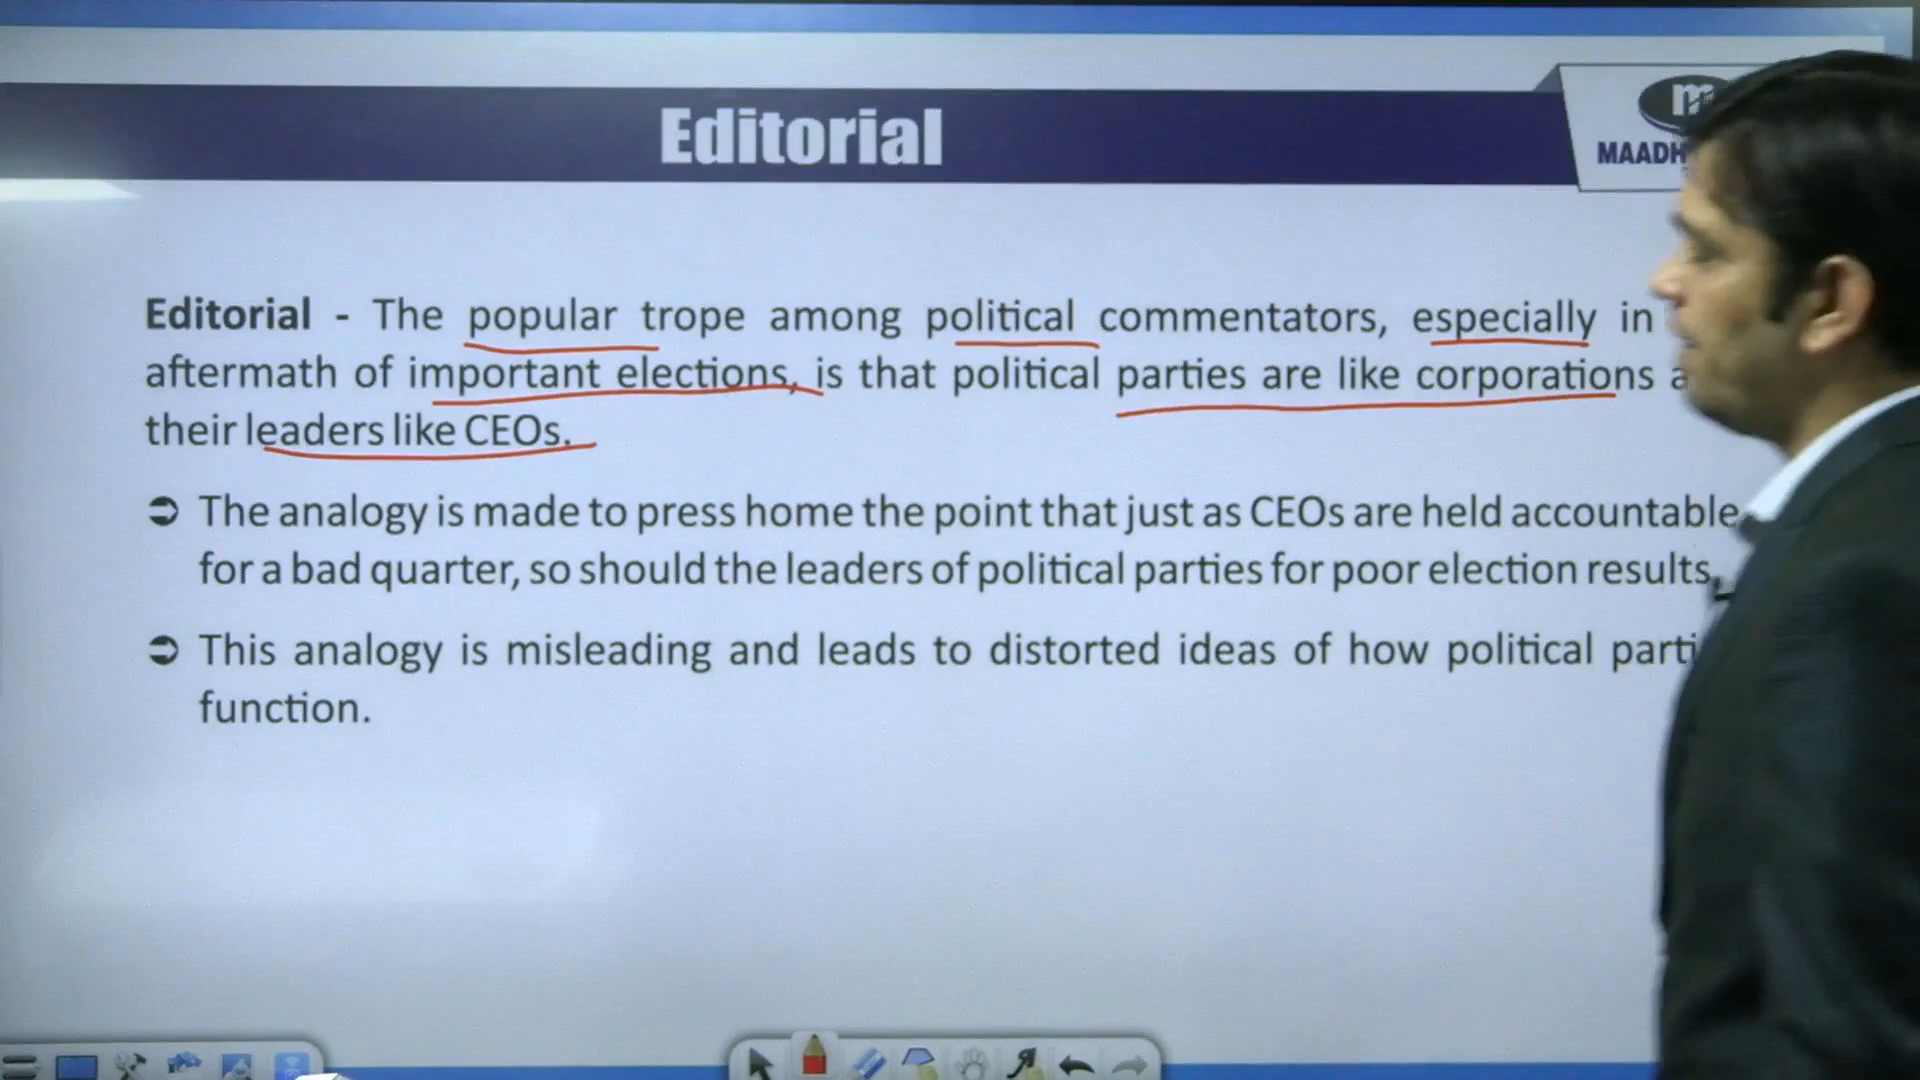 Editorial
m
MAADH
Editorial - The popular trope among political commentators, especially in
aftermath of important elections, is that political parties are like corporations
their leaders like CEOs.
The analogy is made to press home the point that just as CEOs are held accountable
for a bad quarter, so should the leaders of political parties for poor election results.
This analogy is misleading and leads to distorted ideas of how political parti
function.